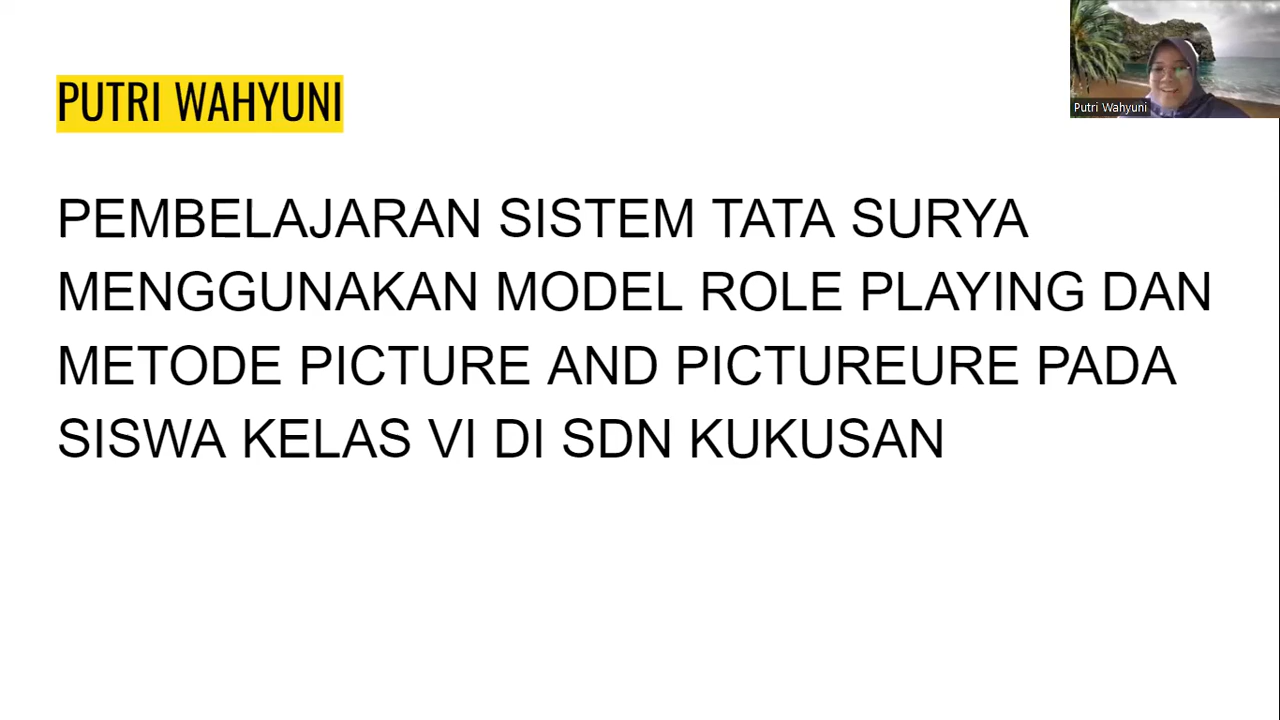 PUTRI WAHYUNI
Putri Wahyuni
PEMBELAJARAN SISTEM TATA SURYA
MENGGUNAKAN MODEL ROLE PLAYING DAN
METODE PICTURE AND PICTUREURE PADA
SISWA KELAS VI DI SDN KUKUSAN